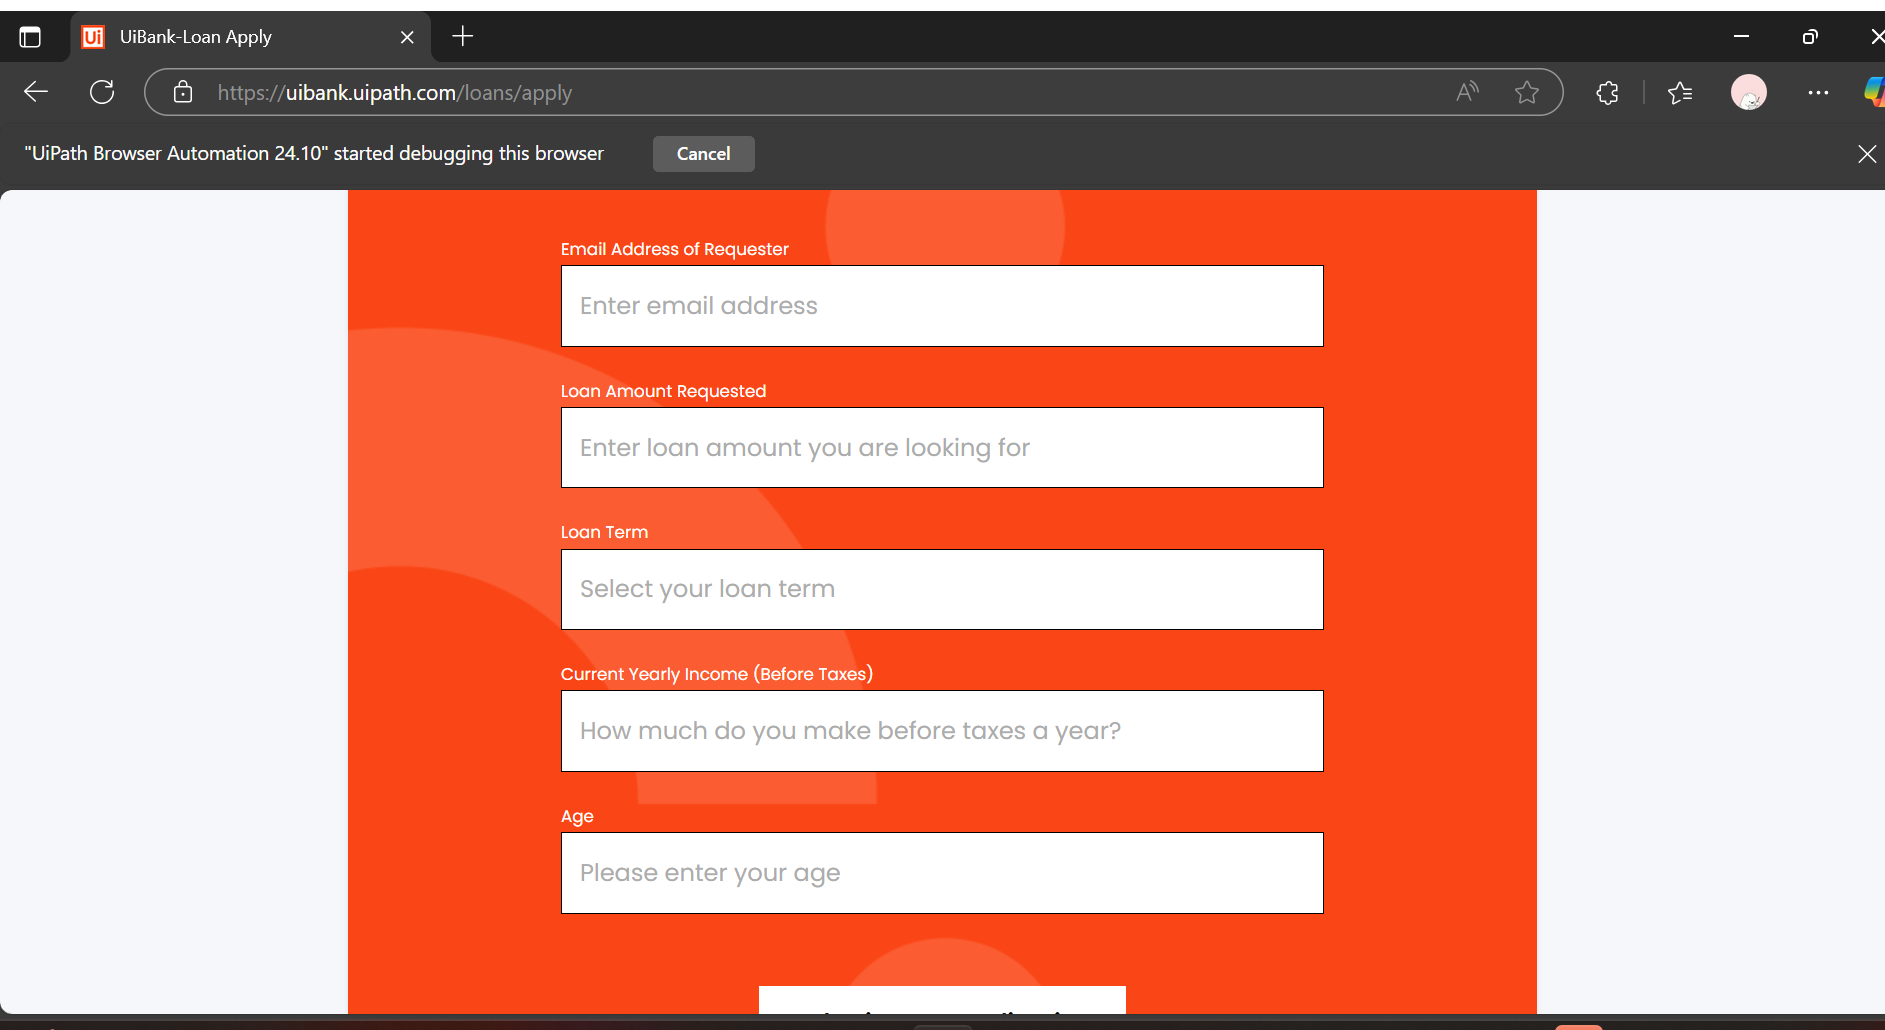 Ui UiBank-Loan Apply
https://uibank.uipath.com/loans/apply
"UiPath Browser Automation 24.10" started debugging this browser Cancel
Email Address of Requester
Enter email address
Loan Amount Requested
Enter loan amount you are looking for
Loan Term
Select your loan term
Current Yearly Income (Before Taxes)
How much do you make before taxes a year?
Age
Please enter your age